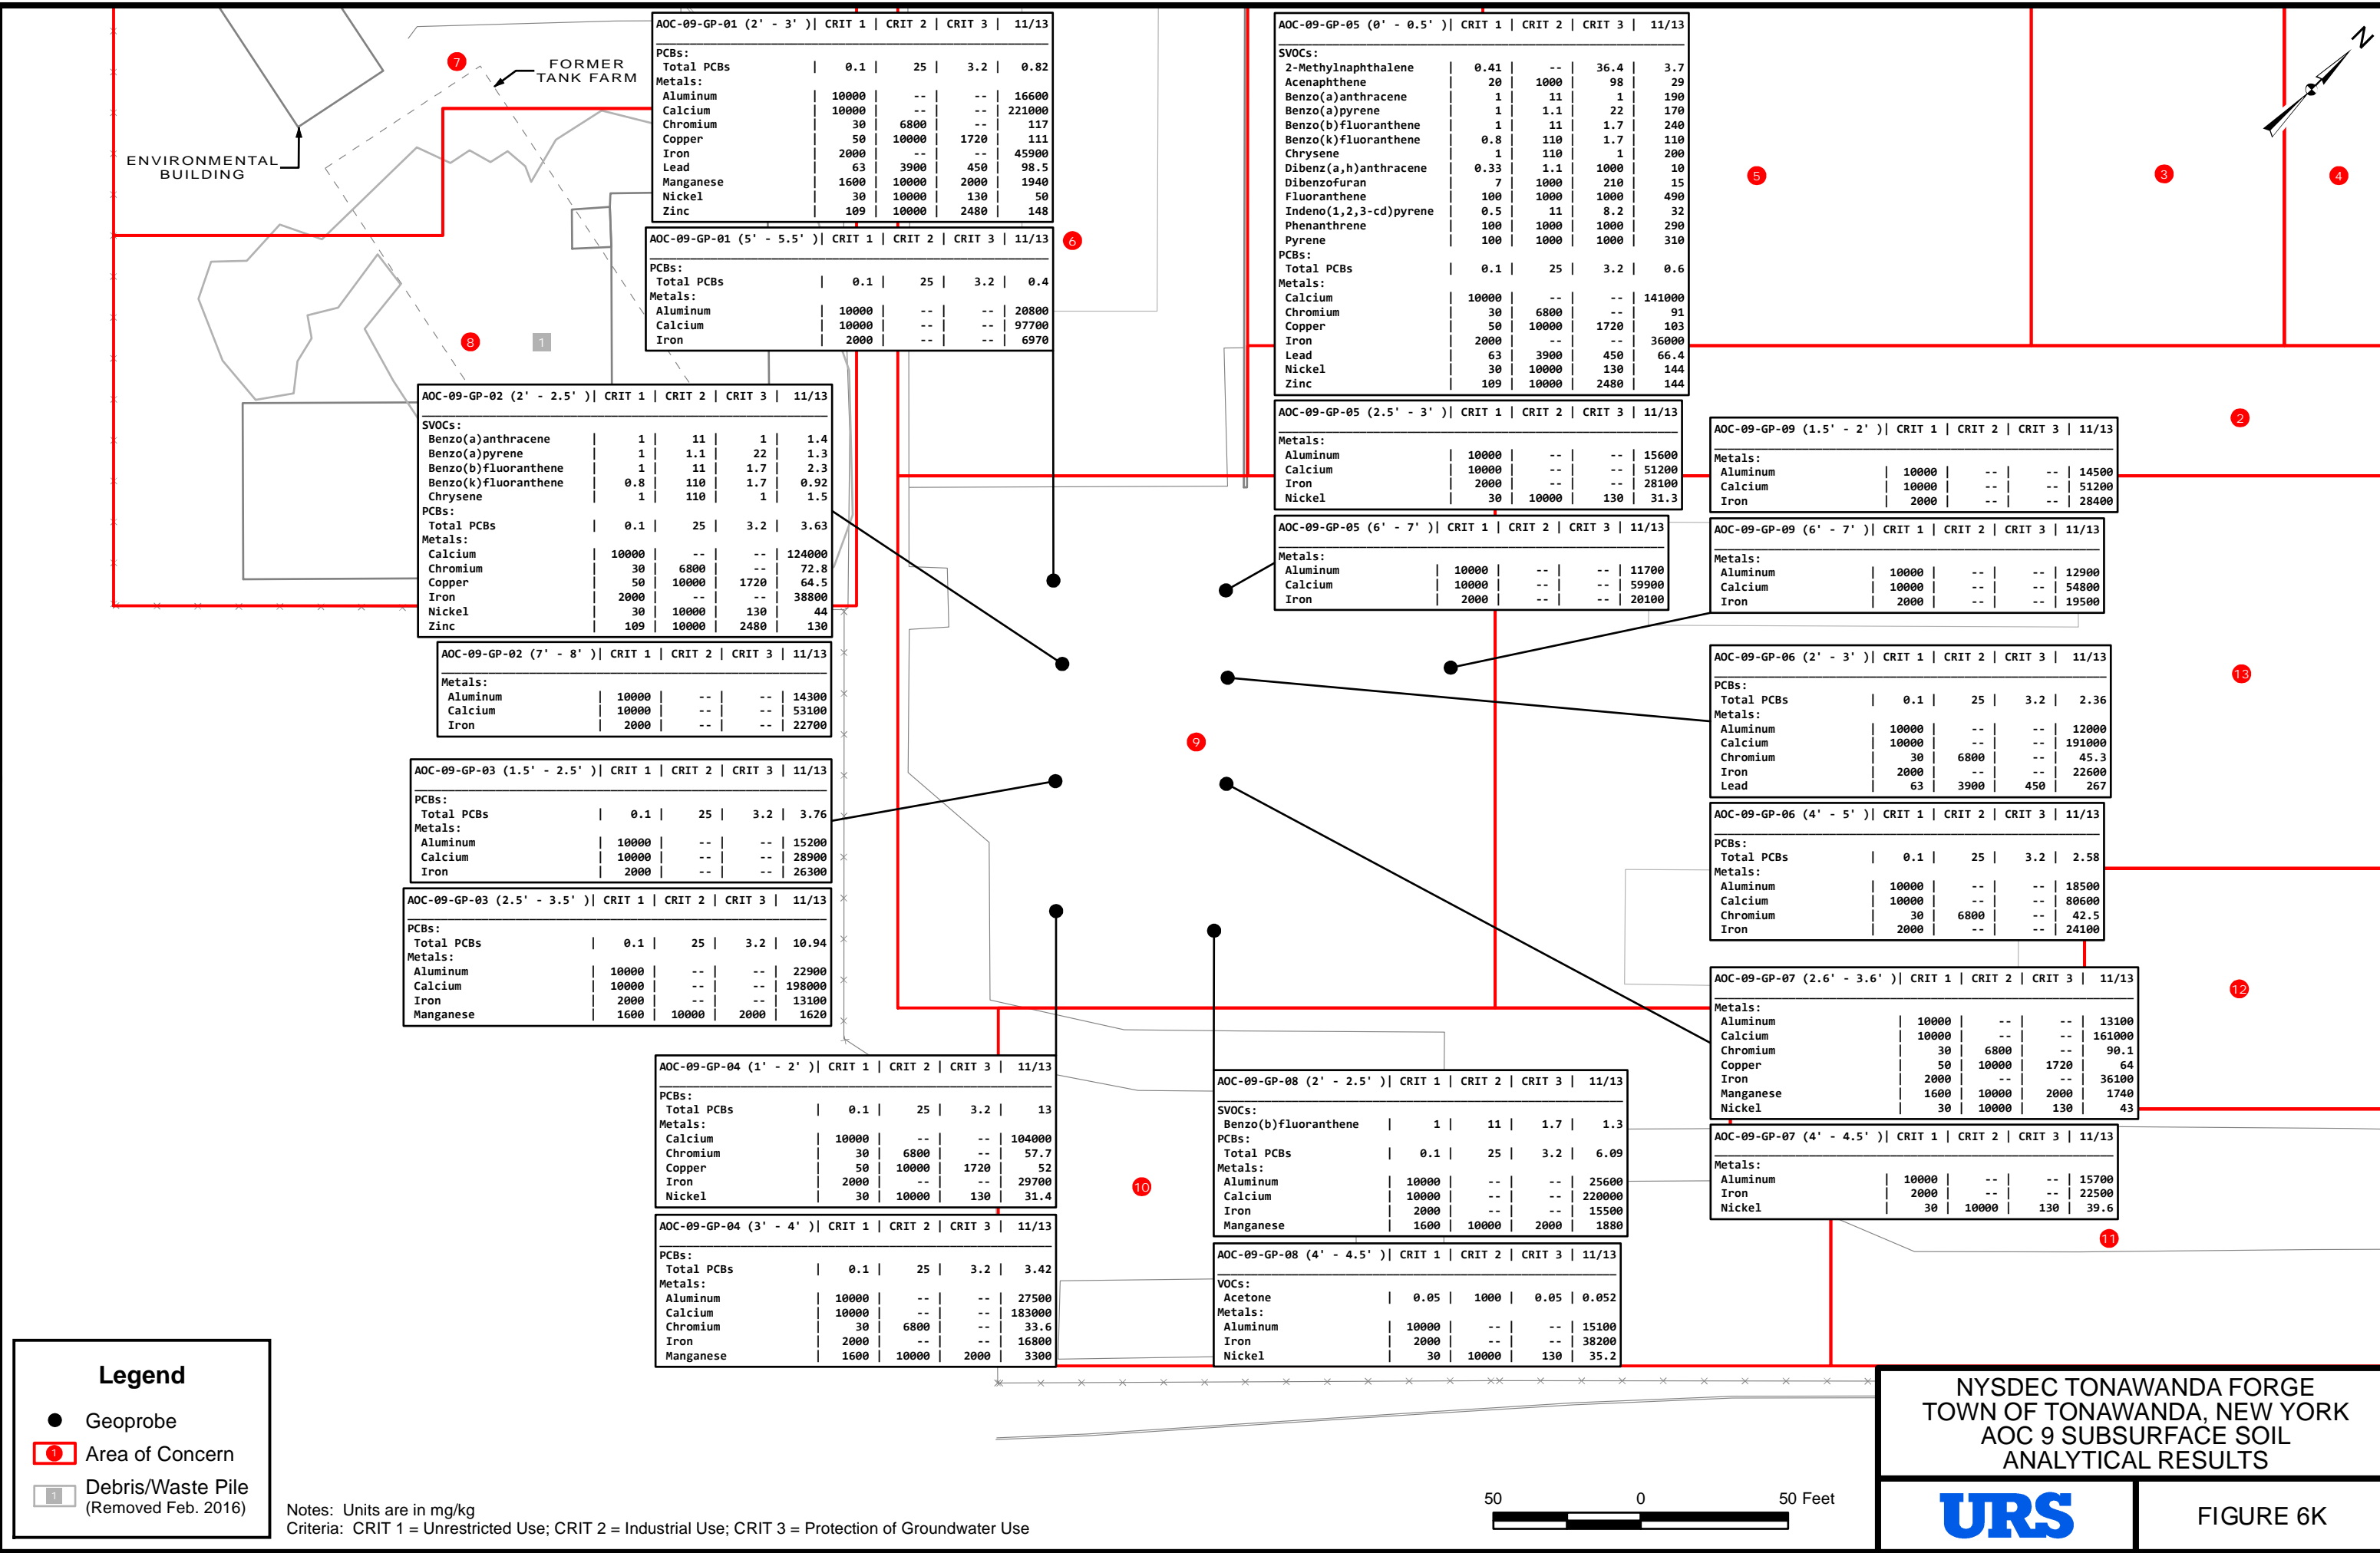 AOC-09-GP-01 (2' - 3' )| CRIT 1 | CRIT 2 | CRIT 3 | 11/13
PCBs:
Total PCBs | 0.1 | 25 | 3.2 | 0.82
Metals:
Aluminum | 10000 | -- | -- | 16600
Calcium | 10000 | -- | -- | 221000
Chromium | 30 | 6800 | -- | 117
Copper | 50 | 10000 | 1720 | 111
Iron | 2000 | -- | -- | 45900
Lead | 63 | 3900 | 450 | 98.5
Manganese | 1600 | 10000 | 2000 | 1940
Nickel | 30 | 10000 | 130 | 50
Zinc | 109 | 10000 | 2480 | 148
AOC-09-GP-01 (5' - 5.5' )| CRIT 1 | CRIT 2 | CRIT 3 | 11/13
PCBs:
Total PCBs | 0.1 | 25 | 3.2 | 0.4
Metals:
Aluminum | 10000 | -- | -- | 20800
Calcium | 10000 | -- | -- | 97700
Iron | 2000 | -- | -- | 6970
AOC-09-GP-05 (0' - 0.5' )| CRIT 1 | CRIT 2 | CRIT 3 | 11/13
SVOCs:
2-Methylnaphthalene | 0.41 | -- | 36.4 | 3.7
Acenaphthene | 20 | 1000 | 98 | 29
Benzo(a)anthracene | 1 | 11 | 1 | 190
Benzo(a)pyrene | 1 | 1.1 | 22 | 170
Benzo(b)fluoranthene | 1 | 11 | 1.7 | 240
Benzo(k)fluoranthene | 0.8 | 110 | 1.7 | 110
Chrysene | 1 | 110 | 1 | 200
Dibenz(a,h)anthracene | 0.33 | 1.1 | 1000 | 10
Dibenzofuran | 7 | 1000 | 210 | 15
Fluoranthene | 100 | 1000 | 1000 | 490
Indeno(1,2,3-cd)pyrene | 0.5 | 11 | 8.2 | 32
Phenanthrene | 100 | 1000 | 1000 | 290
Pyrene | 100 | 1000 | 1000 | 310
PCBs:
Total PCBs | 0.1 | 25 | 3.2 | 0.6
Metals:
Calcium | 10000 | -- | -- | 141000
Chromium | 30 | 6800 | -- | 91
Copper | 50 | 10000 | 1720 | 103
Iron | 2000 | -- | -- | 36000
Lead | 63 | 3900 | 450 | 66.4
Nickel | 30 | 10000 | 130 | 144
Zinc | 109 | 10000 | 2480 | 144
AOC-09-GP-05 (2.5' - 3' )| CRIT 1 | CRIT 2 | CRIT 3 | 11/13
Metals:
Aluminum | 10000 | -- | -- | 15600
Calcium | 10000 | -- | -- | 51200
Iron | 2000 | -- | -- | 28100
Nickel | 30 | 10000 | 130 | 31.3
AOC-09-GP-05 (6' - 7' )| CRIT 1 | CRIT 2 | CRIT 3 | 11/13
Metals:
Aluminum | 10000 | -- | -- | 11700
Calcium | 10000 | -- | -- | 59900
Iron | 2000 | -- | -- | 20100
N
7
FORMER
TANK FARM
ENVIRONMENTAL
BUILDING
6
5
3
4
8
1
2
AOC-09-GP-02 (2' - 2.5' )| CRIT 1 | CRIT 2 | CRIT 3 | 11/13
SVOCs:
Benzo(a)anthracene | 1 | 11 | 1 | 1.4
Benzo(a)pyrene | 1 | 1.1 | 22 | 1.3
Benzo(b)fluoranthene | 1 | 11 | 1.7 | 2.3
Benzo(k)fluoranthene | 0.8 | 110 | 1.7 | 0.92
Chrysene | 1 | 110 | 1 | 1.5
PCBs:
Total PCBs | 0.1 | 25 | 3.2 | 3.63
Metals:
Calcium | 10000 | -- | -- | 124000
Chromium | 30 | 6800 | -- | 72.8
Copper | 50 | 10000 | 1720 | 64.5
Iron | 2000 | -- | -- | 38800
Nickel | 30 | 10000 | 130 | 44
Zinc | 109 | 10000 | 2480 | 130
AOC-09-GP-02 (7' - 8' )| CRIT 1 | CRIT 2 | CRIT 3 | 11/13
Metals:
Aluminum | 10000 | -- | -- | 14300
Calcium | 10000 | -- | -- | 53100
Iron | 2000 | -- | -- | 22700
AOC-09-GP-03 (1.5' - 2.5' )| CRIT 1 | CRIT 2 | CRIT 3 | 11/13
PCBs:
Total PCBs | 0.1 | 25 | 3.2 | 3.76
Metals:
Aluminum | 10000 | -- | -- | 15200
Calcium | 10000 | -- | -- | 28900
Iron | 2000 | -- | -- | 26300
AOC-09-GP-03 (2.5' - 3.5' )| CRIT 1 | CRIT 2 | CRIT 3 | 11/13
PCBs:
Total PCBs | 0.1 | 25 | 3.2 | 10.94
Metals:
Aluminum | 10000 | -- | -- | 22900
Calcium | 10000 | -- | -- | 198000
Iron | 2000 | -- | -- | 13100
Manganese | 1600 | 10000 | 2000 | 1620
AOC-09-GP-09 (1.5' - 2' )| CRIT 1 | CRIT 2 | CRIT 3 | 11/13
Metals:
Aluminum | 10000 | -- | -- | 14500
Calcium | 10000 | -- | -- | 51200
Iron | 2000 | -- | -- | 28400
AOC-09-GP-09 (6' - 7' )| CRIT 1 | CRIT 2 | CRIT 3 | 11/13
Metals:
Aluminum | 10000 | -- | -- | 12900
Calcium | 10000 | -- | -- | 54800
Iron | 2000 | -- | -- | 19500
AOC-09-GP-06 (2' - 3' )| CRIT 1 | CRIT 2 | CRIT 3 | 11/13
PCBs:
Total PCBs | 0.1 | 25 | 3.2 | 2.36
Metals:
Aluminum | 10000 | -- | -- | 12000
Calcium | 10000 | -- | -- | 191000
Chromium | 30 | 6800 | -- | 45.3
Iron | 2000 | -- | -- | 22600
Lead | 63 | 3900 | 450 | 267
13
9
AOC-09-GP-06 (4' - 5' )| CRIT 1 | CRIT 2 | CRIT 3 | 11/13
PCBs:
Total PCBs | 0.1 | 25 | 3.2 | 2.58
Metals:
Aluminum | 10000 | -- | -- | 18500
Calcium | 10000 | -- | -- | 80600
Chromium | 30 | 6800 | -- | 42.5
Iron | 2000 | -- | -- | 24100
AOC-09-GP-07 (2.6' - 3.6' )| CRIT 1 | CRIT 2 | CRIT 3 | 11/13
Metals:
Aluminum | 10000 | -- | -- | 13100
Calcium | 10000 | -- | -- | 161000
Chromium | 30 | 6800 | -- | 90.1
Copper | 50 | 10000 | 1720 | 64
Iron | 2000 | -- | -- | 36100
Manganese | 1600 | 10000 | 2000 | 1740
Nickel | 30 | 10000 | 130 | 43
12
AOC-09-GP-07 (4' - 4.5' )| CRIT 1 | CRIT 2 | CRIT 3 | 11/13
Metals:
Aluminum | 10000 | -- | -- | 15700
Iron | 2000 | -- | -- | 22500
Nickel | 30 | 10000 | 130 | 39.6
11
AOC-09-GP-04 (1' - 2' )| CRIT 1 | CRIT 2 | CRIT 3 | 11/13
PCBs:
Total PCBs | 0.1 | 25 | 3.2 | 13
Metals:
Calcium | 10000 | -- | -- | 104000
Chromium | 30 | 6800 | -- | 57.7
Copper | 50 | 10000 | 1720 | 52
Iron | 2000 | -- | -- | 29700
Nickel | 30 | 10000 | 130 | 31.4
AOC-09-GP-04 (3' - 4' )| CRIT 1 | CRIT 2 | CRIT 3 | 11/13
PCBs:
Total PCBs | 0.1 | 25 | 3.2 | 3.42
Metals:
Aluminum | 10000 | -- | -- | 27500
Calcium | 10000 | -- | -- | 183000
Chromium | 30 | 6800 | -- | 33.6
Iron | 2000 | -- | -- | 16800
Manganese | 1600 | 10000 | 2000 | 3300
10
AOC-09-GP-08 (2' - 2.5' )| CRIT 1 | CRIT 2 | CRIT 3 | 11/13
SVOCs:
Benzo(b)fluoranthene | 1 | 11 | 1.7 | 1.3
PCBs:
Total PCBs | 0.1 | 25 | 3.2 | 6.09
Metals:
Aluminum | 10000 | -- | -- | 25600
Calcium | 10000 | -- | -- | 220000
Iron | 2000 | -- | -- | 15500
Manganese | 1600 | 10000 | 2000 | 1880
AOC-09-GP-08 (4' - 4.5' )| CRIT 1 | CRIT 2 | CRIT 3 | 11/13
VOCs:
Acetone | 0.05 | 1000 | 0.05 | 0.052
Metals:
Aluminum | 10000 | -- | -- | 15100
Iron | 2000 | -- | -- | 38200
Nickel | 30 | 10000 | 130 | 35.2
Legend
Geoprobe
1 Area of Concern
1 Debris/Waste Pile
(Removed Feb. 2016)
Notes: Units are in mg/kg
Criteria: CRIT 1 = Unrestricted Use; CRIT 2 = Industrial Use; CRIT 3 = Protection of Groundwater Use
50 0 50 Feet
NYSDEC TONAWANDA FORGE
TOWN OF TONAWANDA, NEW YORK
AOC 9 SUBSURFACE SOIL
ANALYTICAL RESULTS
URS
FIGURE 6K